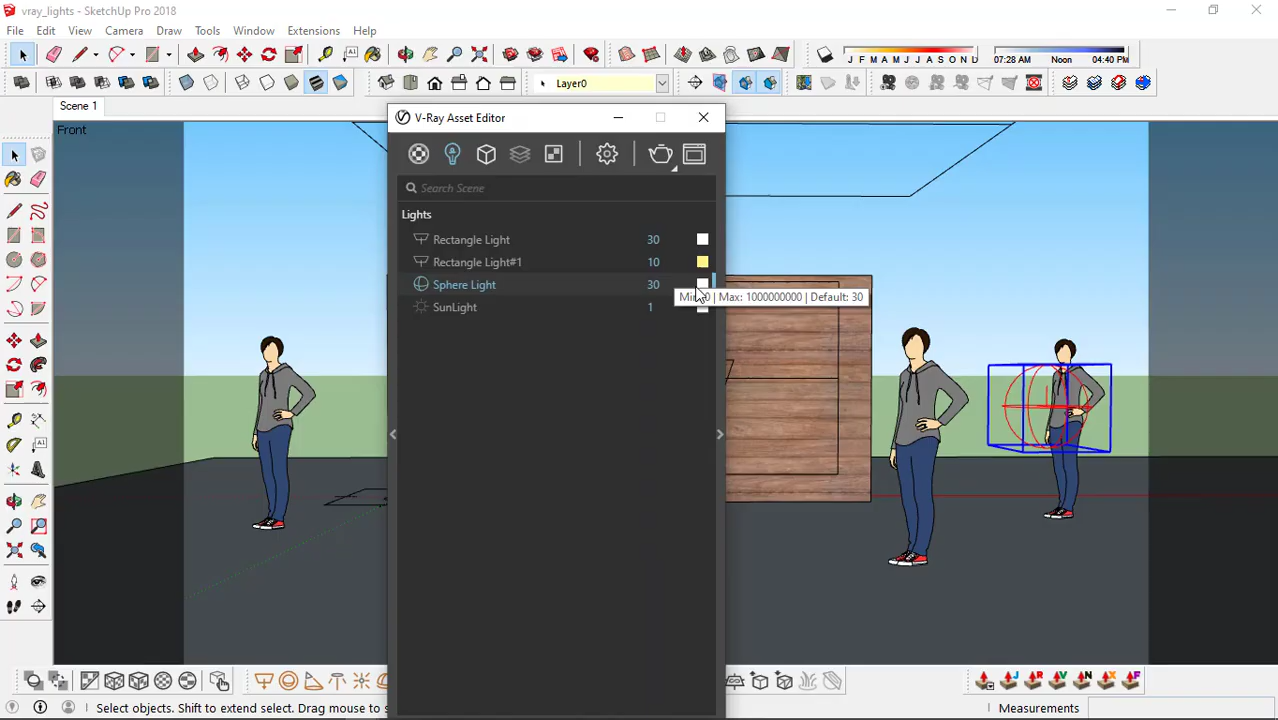 vray_lights - SketchUp Pro 2018
File Edit View Camera Draw Tools Window Extensions Help
J F M A M J J A S O N D
07:28 AM Noon 04:40 PM
Layer0
Scene 1
Front
V-Ray Asset Editor
Search Scene
Lights
Rectangle Light 30
Rectangle Light#1 10
Sphere Light 30
Max: 1000000000 | Default: 30
SunLight 1
Select objects. Shift to extend select. Drag mouse to
Measurements